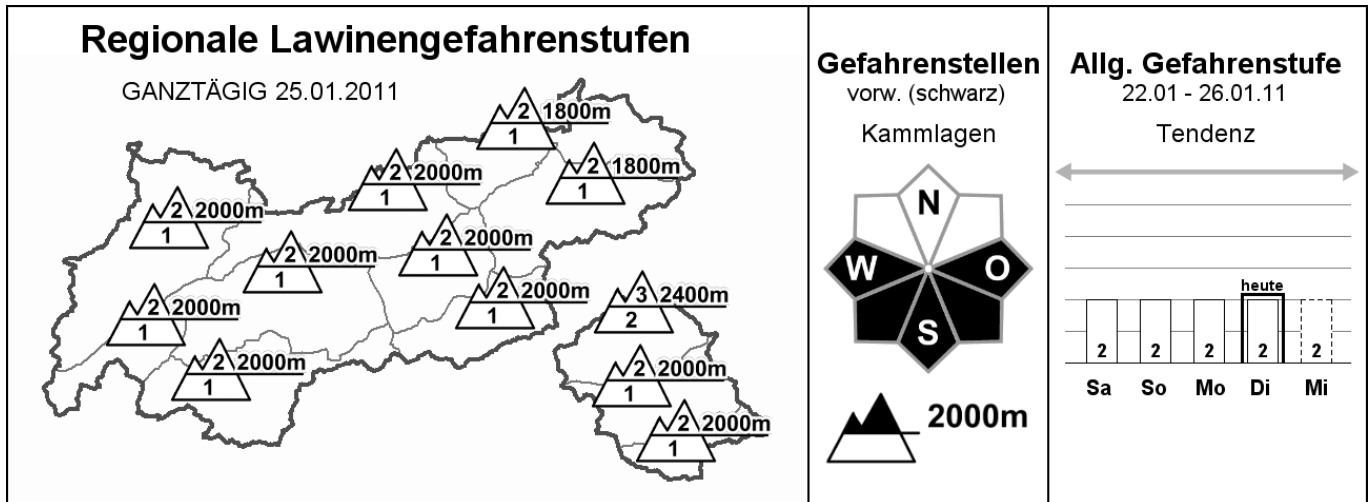 Regionale Lawinengefahrenstufen
GANZTÄGIG 25.01.2011
2 1800m
1
2 1800m
1
2 2000m
1
2 2000m
1
2 2000m
1
2 2000m
1
2 2000m
1
3 2400m
2
2 2000m
1
2 2000m
1
2 2000m
1
2 2000m
1
Gefahrenstellen
vorw. (schwarz)
Kammlagen
N
W O
S
2000m
Allg. Gefahrenstufe
22.01 - 26.01.11
Tendenz
heute
2 2 2 2 2
Sa So Mo Di Mi